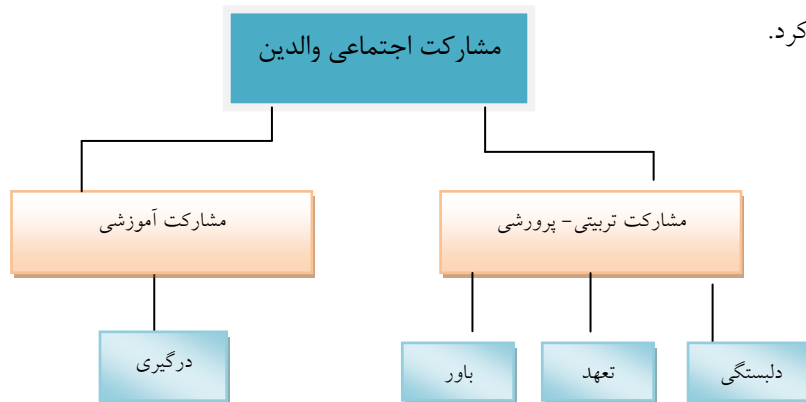 کرد.
مشارکت اجتماعی والدین
مشارکت تربیتی- پرورشی
مشارکت آموزشی
دلبستگی
تعهد
باور
درگیری